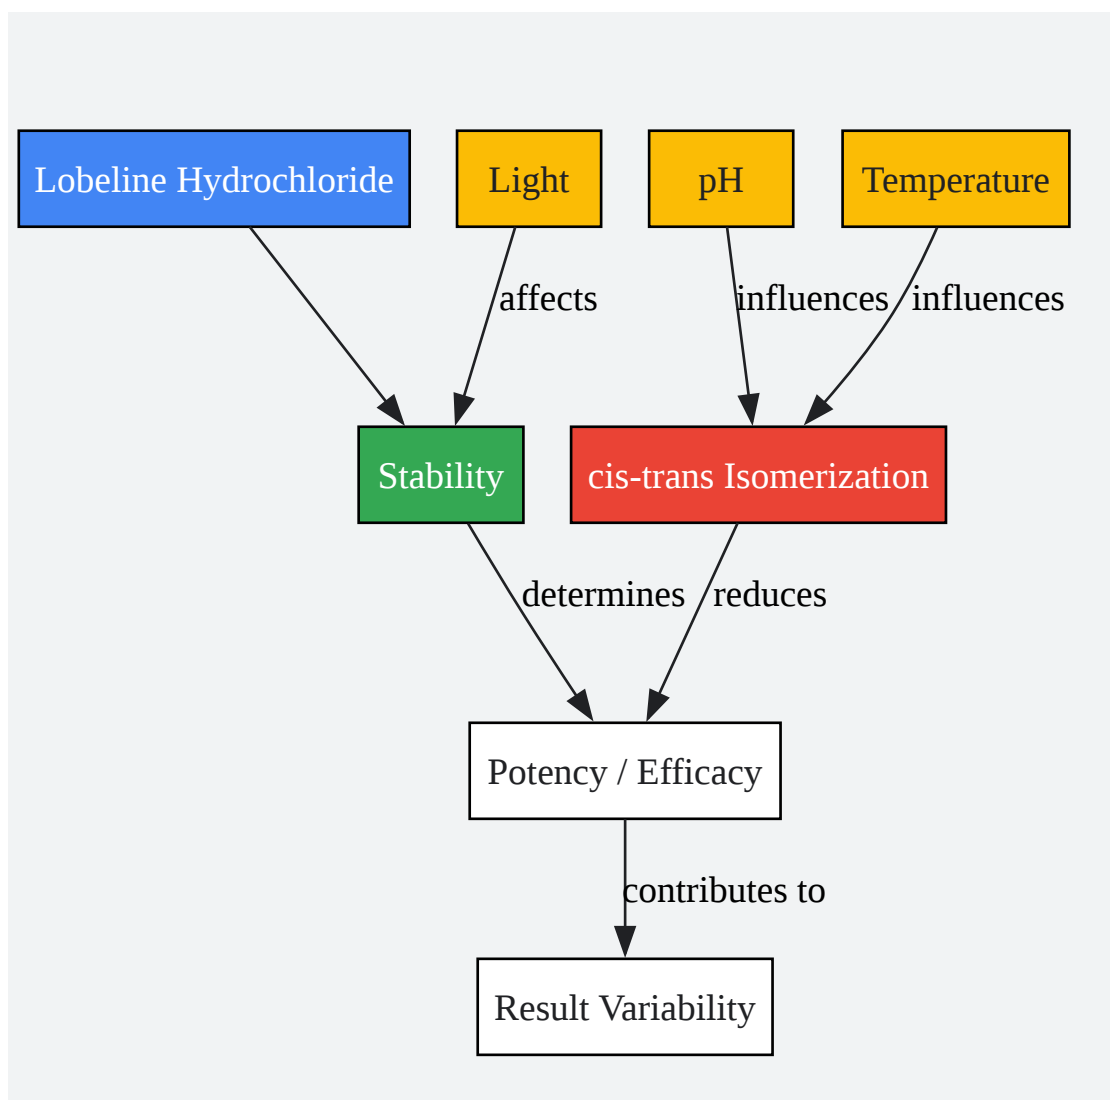 Lobeline Hydrochloride
Light
pH
Temperature
affects
influences
influences
Stability
cis-trans Isomerization
determines
reduces
Potency / Efficacy
contributes to
Result Variability